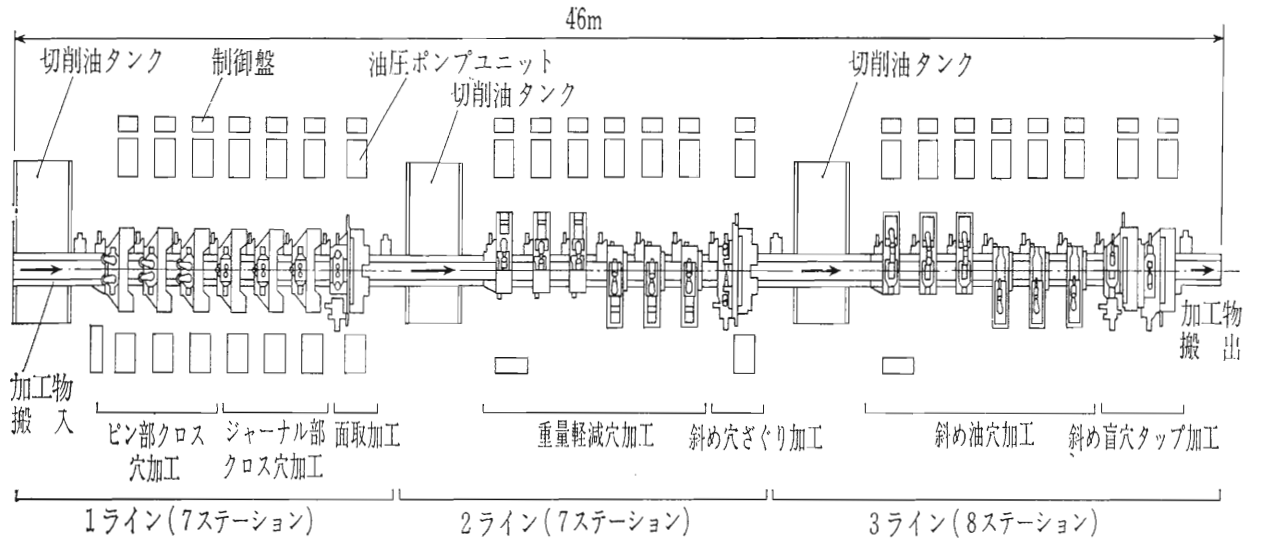 46m
切削油タンク
制御盤
油圧ポンプユニット
切削油タンク
切削油タンク
加工物
搬入
加工物
搬出
ピン部クロス
穴加工
ジャーナル部
クロス穴加工
面取加工
重量軽減穴加工
斜め穴ざぐり加工
斜め油穴加工
斜め盲穴タップ加工
1ライン(7ステーション)
2ライン(7ステーション)
3ライン(8ステーション)